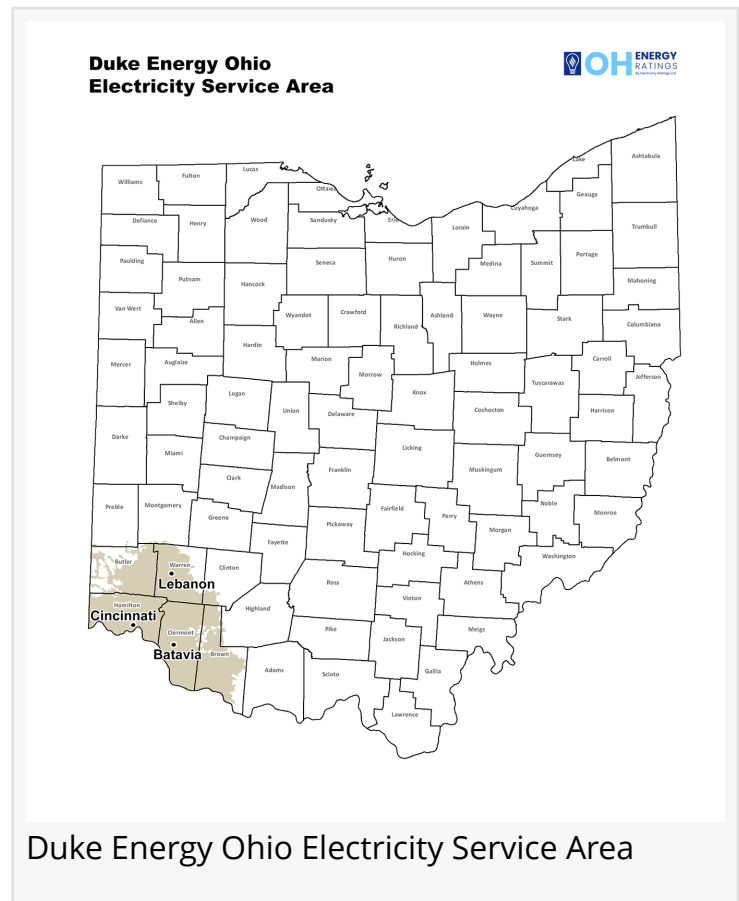 Duke Energy Ohio
Electricity Service Area
OH ENERGY
RATINGS
By Electricity Ratings LLC
Lake
Ashtabula
Lucas
Fulton
Williams
Ottawa
Geauga
Cuyahoga
Defiance
Henry
Wood
Sandusky
Erie
Lorain
Trumbull
Paulding
Seneca
Huron
Medina
Summit
Portage
Putnam
Hancock
Mahoning
Van Wert
Allen
Wyandot
Crawford
Richland
Ashland
Wayne
Stark
Columbiana
Mercer
Auglaize
Hardin
Marion
Morrow
Holmes
Tuscarawas
Carroll
Jefferson
Shelby
Logan
Union
Delaware
Knox
Coshocton
Harrison
Darke
Miami
Champaign
Clark
Madison
Franklin
Licking
Muskingum
Guernsey
Belmont
Preble
Montgomery
Greene
Fayette
Pickaway
Fairfield
Perry
Morgan
Noble
Monroe
Butler
Warren
Lebanon
Clinton
Ross
Hocking
Vinton
Athens
Washington
Hamilton
Cincinnati
Clermont
Batavia
Brown
Highland
Pike
Jackson
Meigs
Adams
Scioto
Gallia
Lawrence
Duke Energy Ohio Electricity Service Area